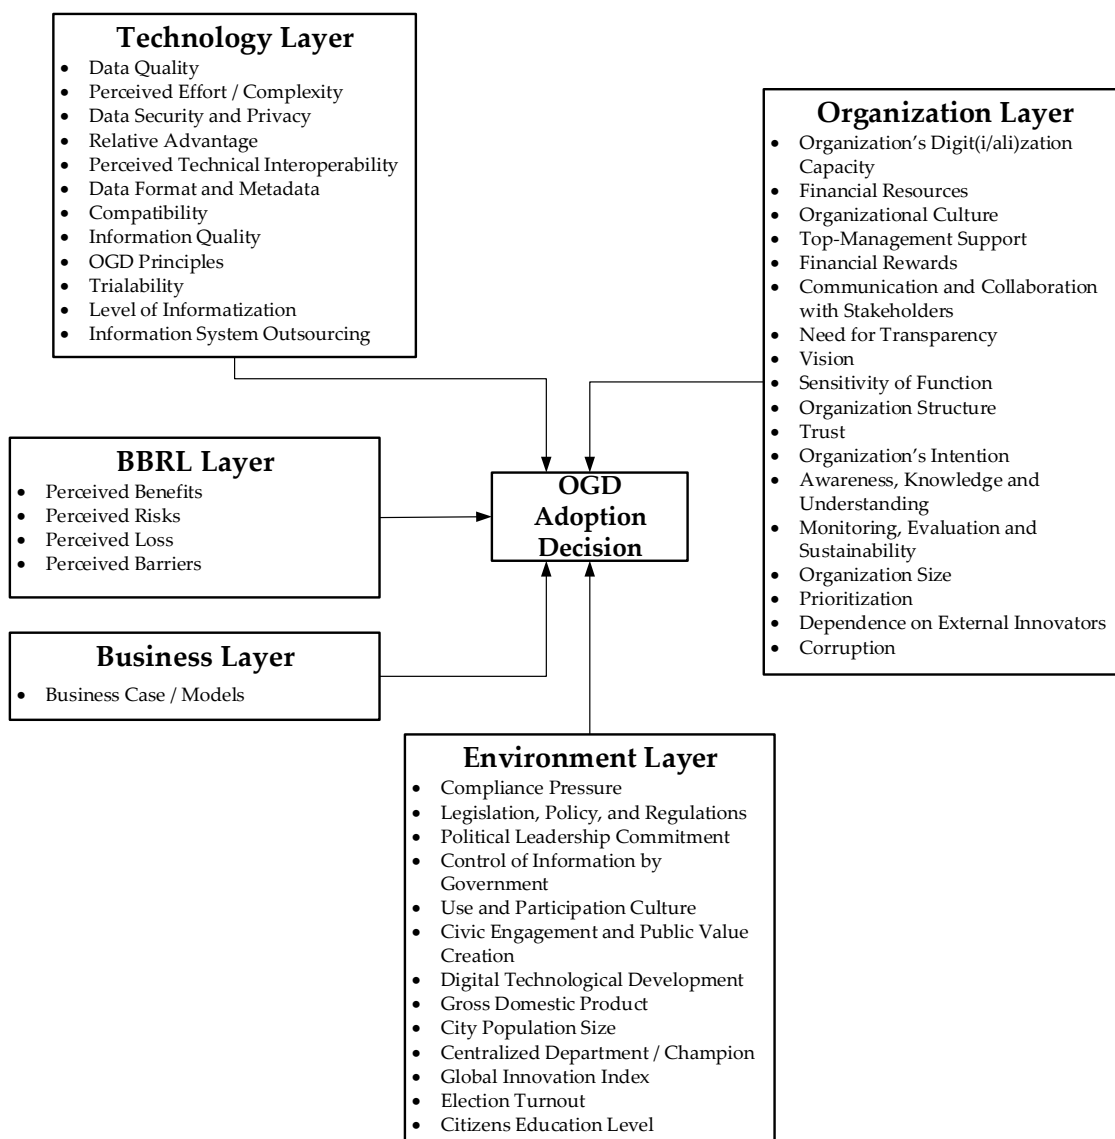 Technology Layer
• Data Quality
• Perceived Effort / Complexity
• Data Security and Privacy
• Relative Advantage
• Perceived Technical Interoperability
• Data Format and Metadata
• Compatibility
• Information Quality
• OGD Principles
• Trialability
• Level of Informatization
• Information System Outsourcing
Organization Layer
• Organization's Digit(i/ali)zation
Capacity
• Financial Resources
• Organizational Culture
• Top-Management Support
• Financial Rewards
• Communication and Collaboration
with Stakeholders
• Need for Transparency
• Vision
• Sensitivity of Function
• Organization Structure
• Trust
• Organization's Intention
• Awareness, Knowledge and
Understanding
• Monitoring, Evaluation and
Sustainability
• Organization Size
• Prioritization
• Dependence on External Innovators
• Corruption
BBRL Layer
• Perceived Benefits
• Perceived Risks
• Perceived Loss
• Perceived Barriers
OGD
Adoption
Decision
Business Layer
• Business Case / Models
Environment Layer
• Compliance Pressure
• Legislation, Policy, and Regulations
• Political Leadership Commitment
• Control of Information by
Government
• Use and Participation Culture
• Civic Engagement and Public Value
Creation
• Digital Technological Development
• Gross Domestic Product
• City Population Size
• Centralized Department / Champion
• Global Innovation Index
• Election Turnout
• Citizens Education Level